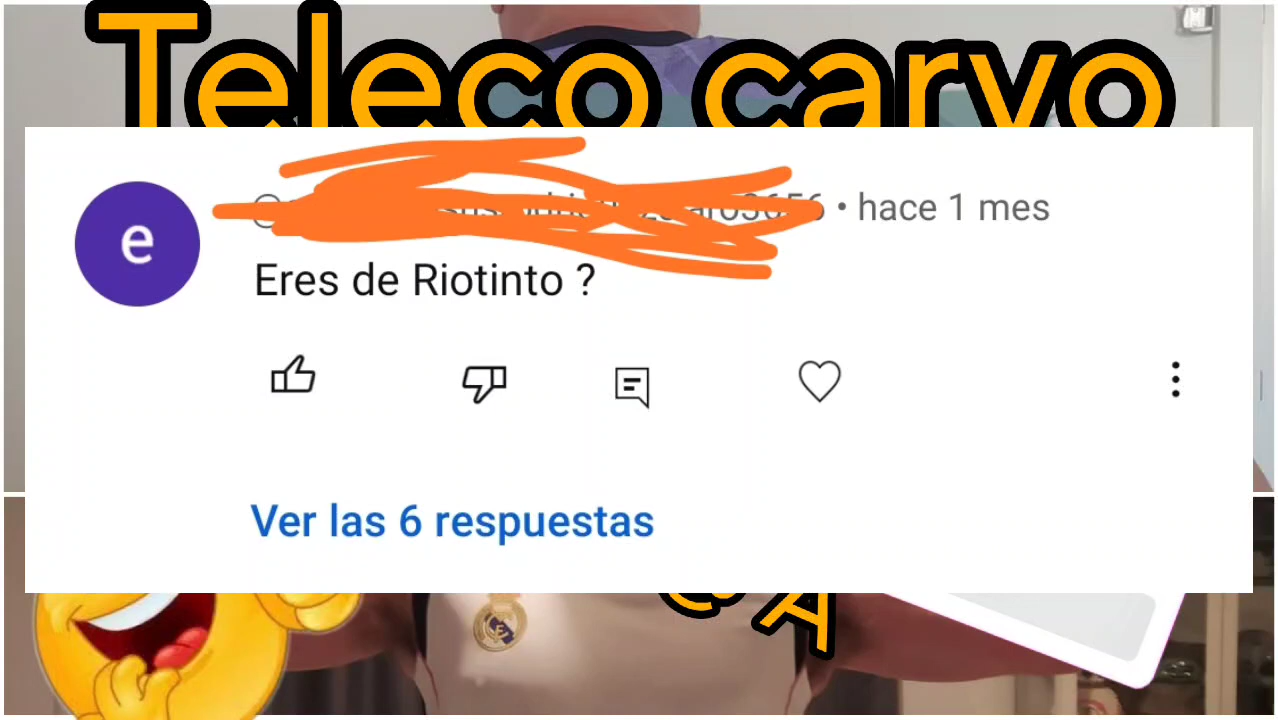 Teleco carvo
e
• hace 1 mes
Eres de Riotinto ?
Ver las 6 respuestas
A